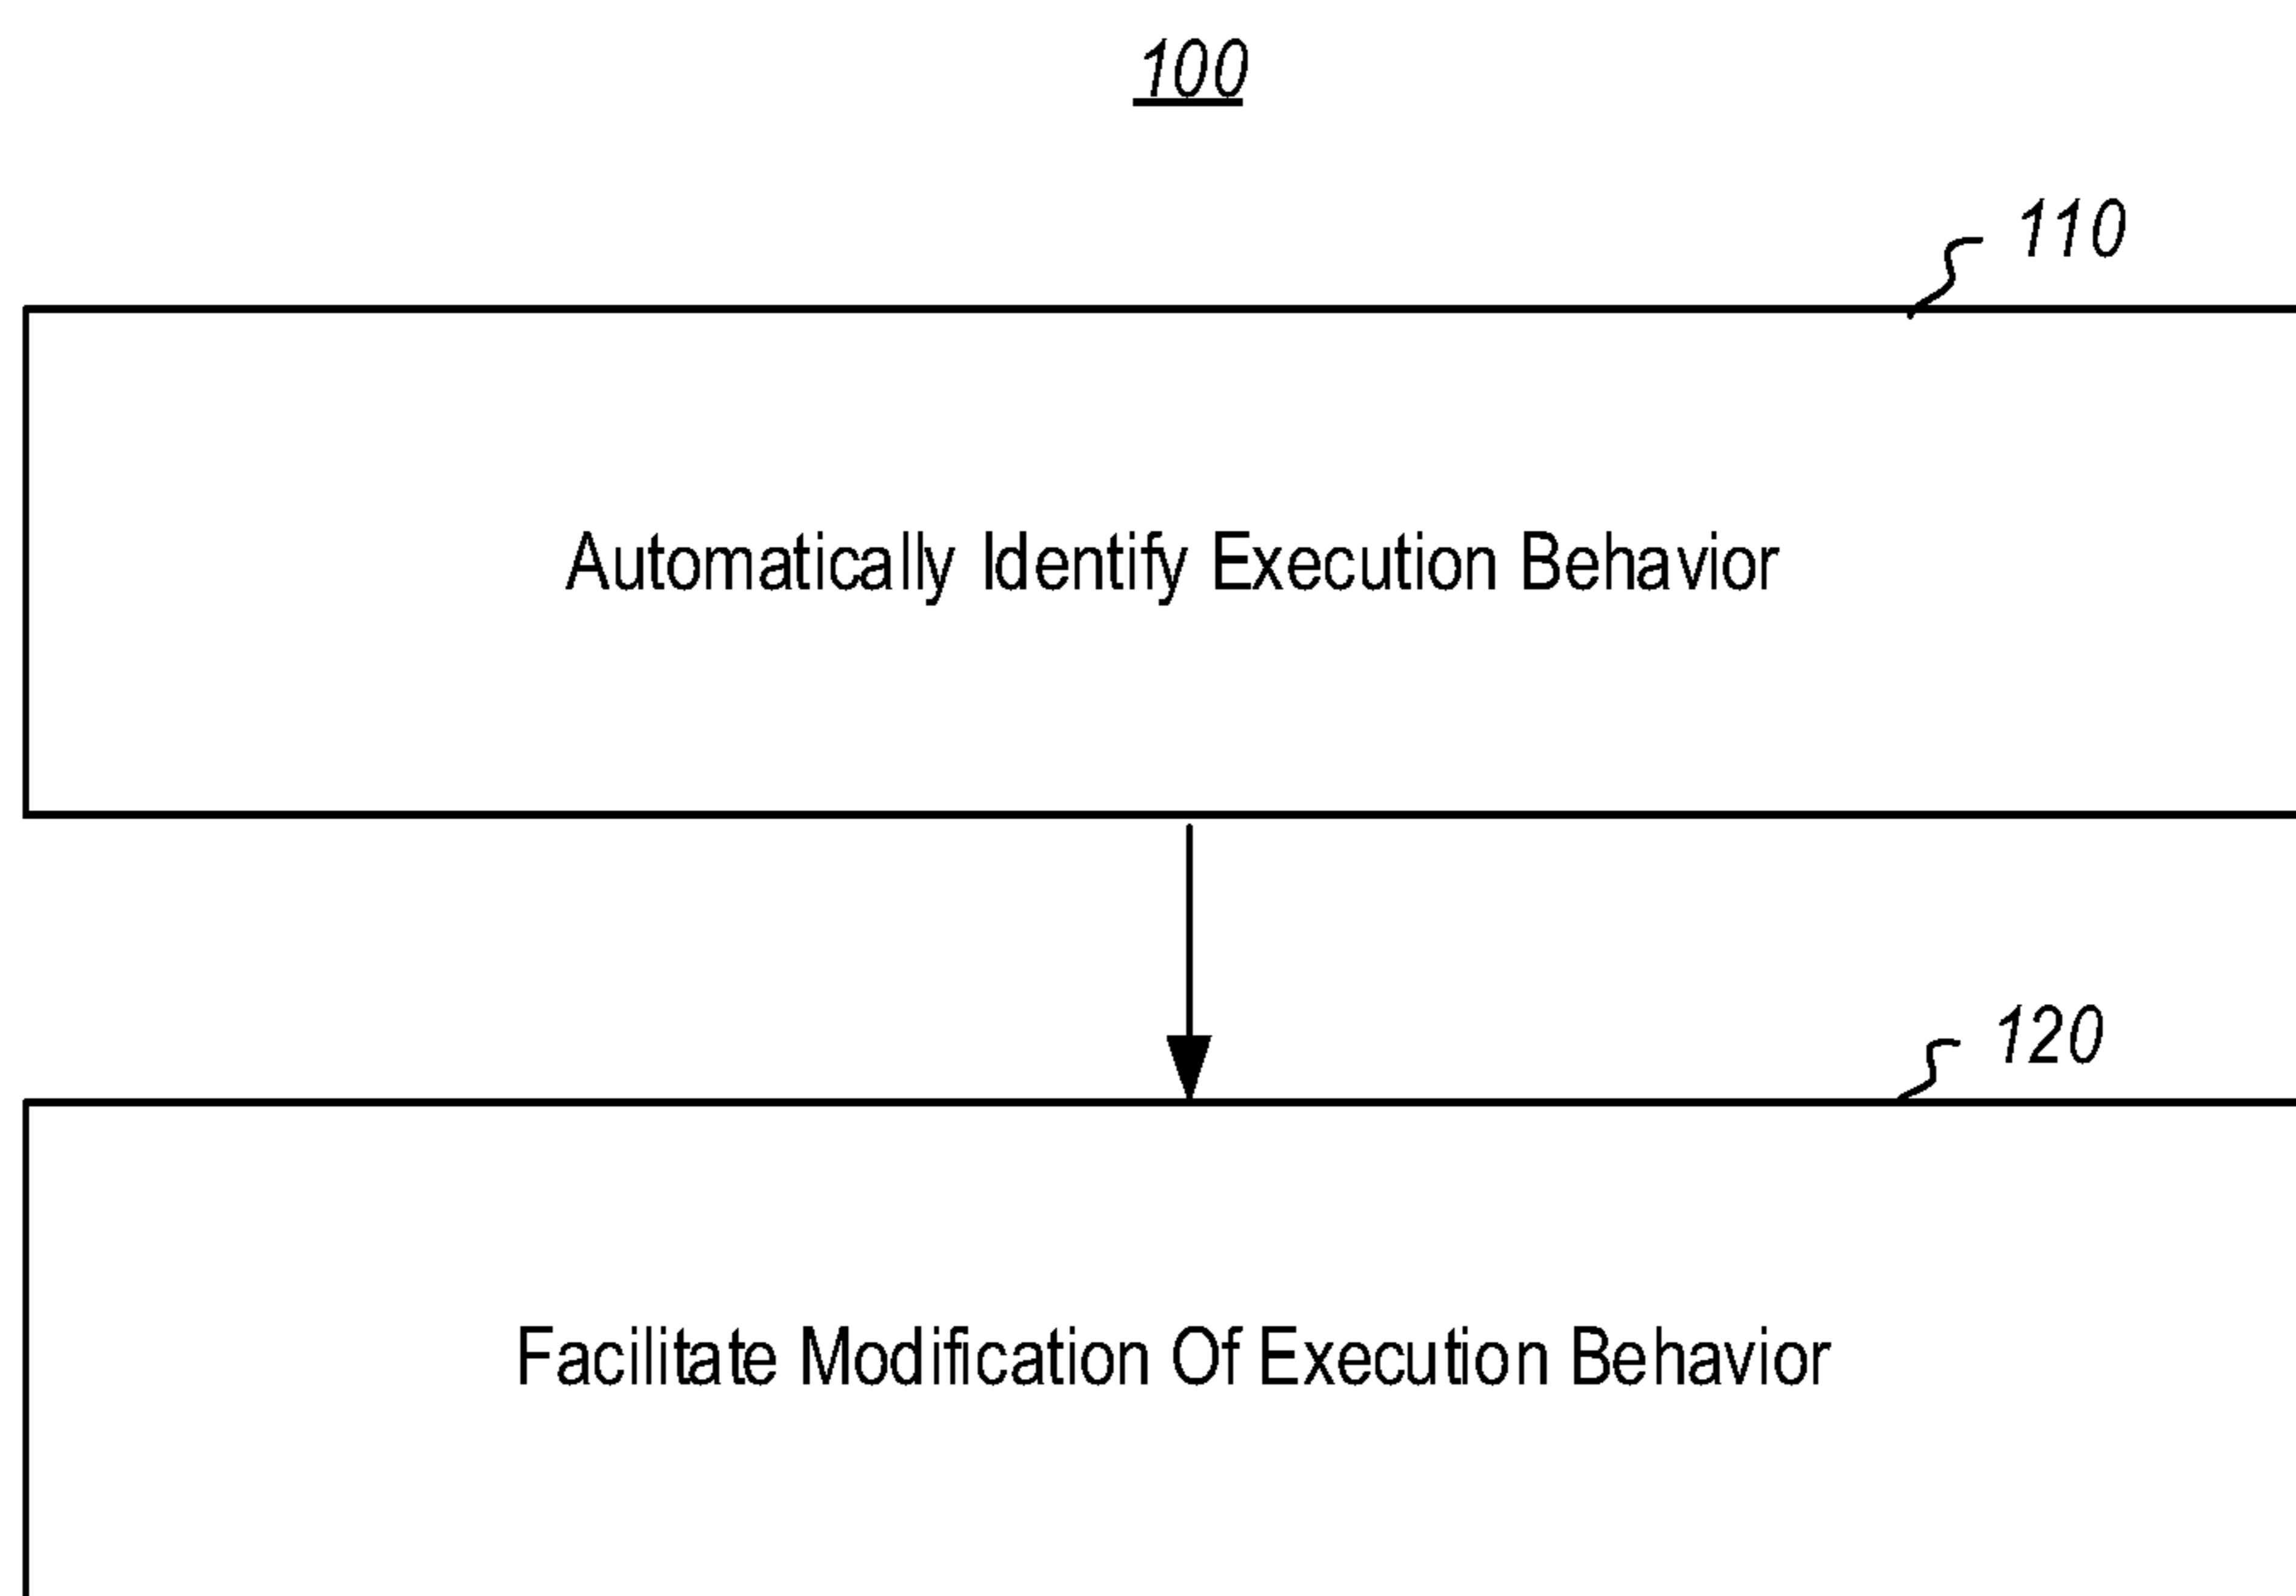 100
110
Automatically Identify Execution Behavior
120
Facilitate Modification Of Execution Behavior